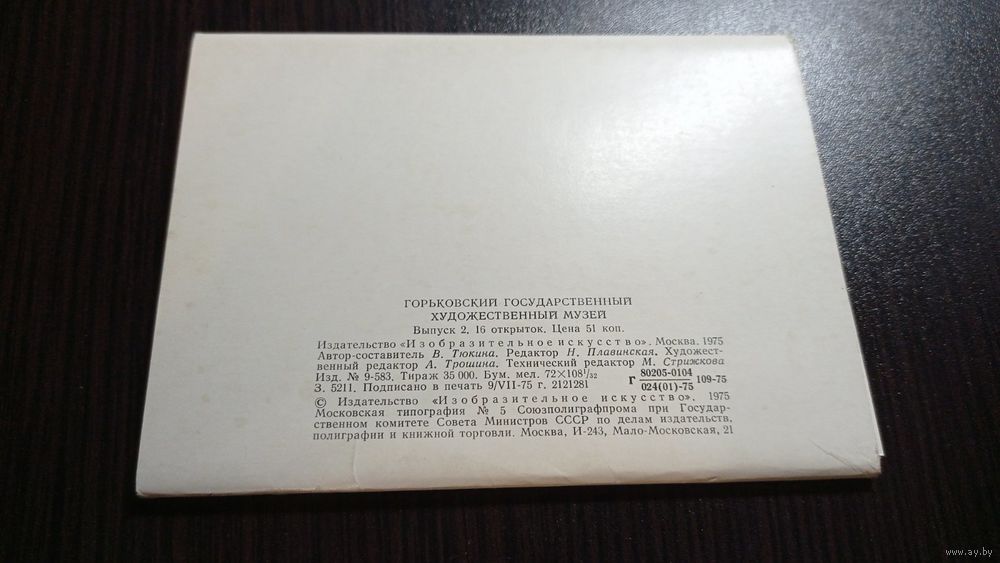 ГОРЬКОВСКИЙ ГОСУДАРСТВЕННЫЙ
ХУДОЖЕСТВЕННЫЙ МУЗЕЙ
Выпуск 2, 16 открыток. Цена 51 коп.
Издательство «Изобразительное искусство». Москва. 1975
Автор-составитель В. Тюкина. Редактор Н. Плавинская. Художест-
венный редактор А. Трошина. Технический редактор М. Стрижкова
Изд. № 9-583. Тираж 35 000. Бум. мел. 72×108¹/₃₂
З. 5211. Подписано в печать 9/VII-75 г. 2121281
Г 80205-0104
024(01)-75 109-75
© Издательство «Изобразительное искусство», 1975
Московская типография № 5 Союзполиграфпрома при Государ-
ственном комитете Совета Министров СССР по делам издательств,
полиграфии и книжной торговли. Москва, И-243, Мало-Московская, 21
www.ay.by